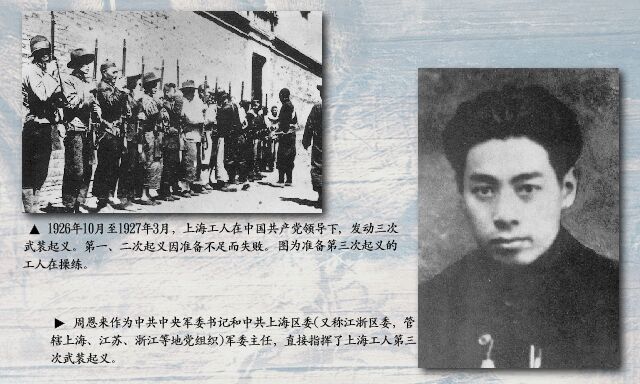 ▲ 1926年10月至1927年3月，上海工人在中国共产党领导下，发动三次
武装起义。第一、二次起义因准备不足而失败。图为准备第三次起义的
工人在操练。
▶ 周恩来作为中共中央军委书记和中共上海区委(又称江浙区委，管
辖上海、江苏、浙江等地党组织)军委主任，直接指挥了上海工人第三
次武装起义。